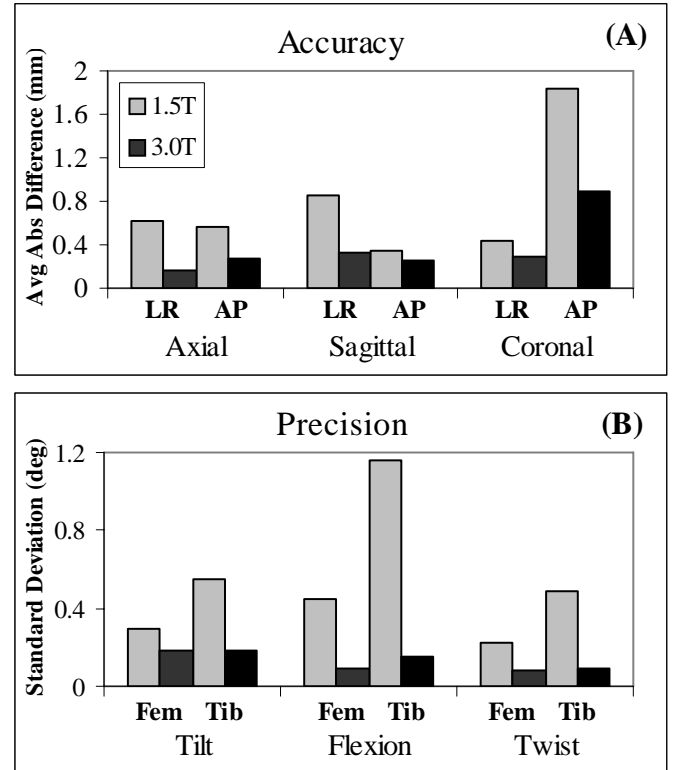 Accuracy
(A)
Avg Abs Difference (mm)
2
1.6
1.2
0.8
0.4
0
1.5T
3.0T
LR AP LR AP LR AP
Axial Sagittal Coronal
Precision
(B)
Standard Deviation (deg)
1.2
0.8
0.4
0
Fem Tib Fem Tib Fem Tib
Tilt Flexion Twist